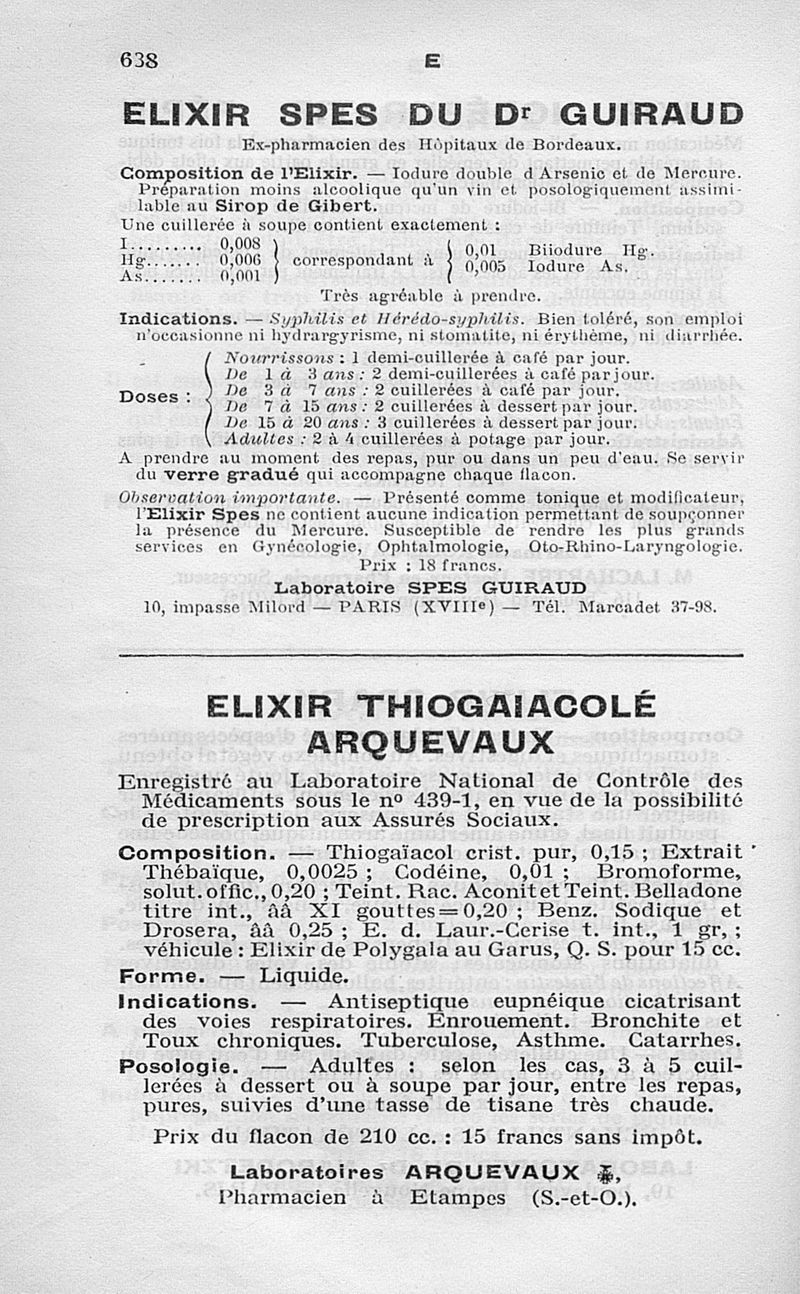 638
E
ELIXIR SPES DU Dr GUIRAUD
Ex-pharmacien des Hôpitaux de Bordeaux.
Composition de l'Elixir. — Iodure double d Arsenic et de Mercure.
Préparation moins alcoolique qu'un vin et posologiquement assimi-
lable au Sirop de Gibert.
Une cuillerée à soupe contient exactement :
I......... 0,008
Hg....... 0,006
As....... 0,001
correspondant à
0,01 Biiodure Hg.
0,005 Iodure As.
Très agréable à prendre.
Indications. — Syphilis et Hérédo-syphilis. Bien toléré, son emploi
n'occasionne ni hydrargyrisme, ni stomatite, ni érythème, ni diarrhée.
Doses :
Nourrissons : 1 demi-cuillerée à café par jour.
De 1 à 3 ans : 2 demi-cuillerées à café par jour.
De 3 à 7 ans : 2 cuillerées à café par jour.
De 7 à 15 ans : 2 cuillerées à dessert par jour.
De 15 à 20 ans : 3 cuillerées à dessert par jour.
Adultes : 2 à 4 cuillerées à potage par jour.
A prendre au moment des repas, pur ou dans un peu d'eau. Se servir
du verre gradué qui accompagne chaque flacon.
Observation importante. — Présenté comme tonique et modificateur,
l'Elixir Spes ne contient aucune indication permettant de soupçonner
la présence du Mercure. Susceptible de rendre les plus grands
services en Gynécologie, Ophtalmologie, Oto-Rhino-Laryngologie.
Prix : 18 francs.
Laboratoire SPES GUIRAUD
10, impasse Milord — PARIS (XVIIIe) — Tél. Marcadet 37-98.
ELIXIR THIOGAIACOLÉ
ARQUEVAUX
Enregistré au Laboratoire National de Contrôle des
Médicaments sous le no 439-1, en vue de la possibilité
de prescription aux Assurés Sociaux.
Composition. — Thiogaïacol crist. pur, 0,15 ; Extrait
Thébaïque, 0,0025 ; Codéine, 0,01 ; Bromoforme,
solut. offic., 0,20 ; Teint. Rac. Aconit et Teint. Belladone
titre int., ââ XI gouttes = 0,20 ; Benz. Sodique et
Drosera, ââ 0,25 ; E. d. Laur.-Cerise t. int., 1 gr, ;
véhicule : Elixir de Polygala au Garus, Q. S. pour 15 cc.
Forme. — Liquide.
Indications. — Antiseptique eupnéique cicatrisant
des voies respiratoires. Enrouement. Bronchite et
Toux chroniques. Tuberculose, Asthme. Catarrhes.
Posologie. — Adultes : selon les cas, 3 à 5 cuil-
lerées à dessert ou à soupe par jour, entre les repas,
pures, suivies d'une tasse de tisane très chaude.
Prix du flacon de 210 cc. : 15 francs sans impôt.
Laboratoires ARQUEVAUX,
Pharmacien à Etampes (S.-et-O.).